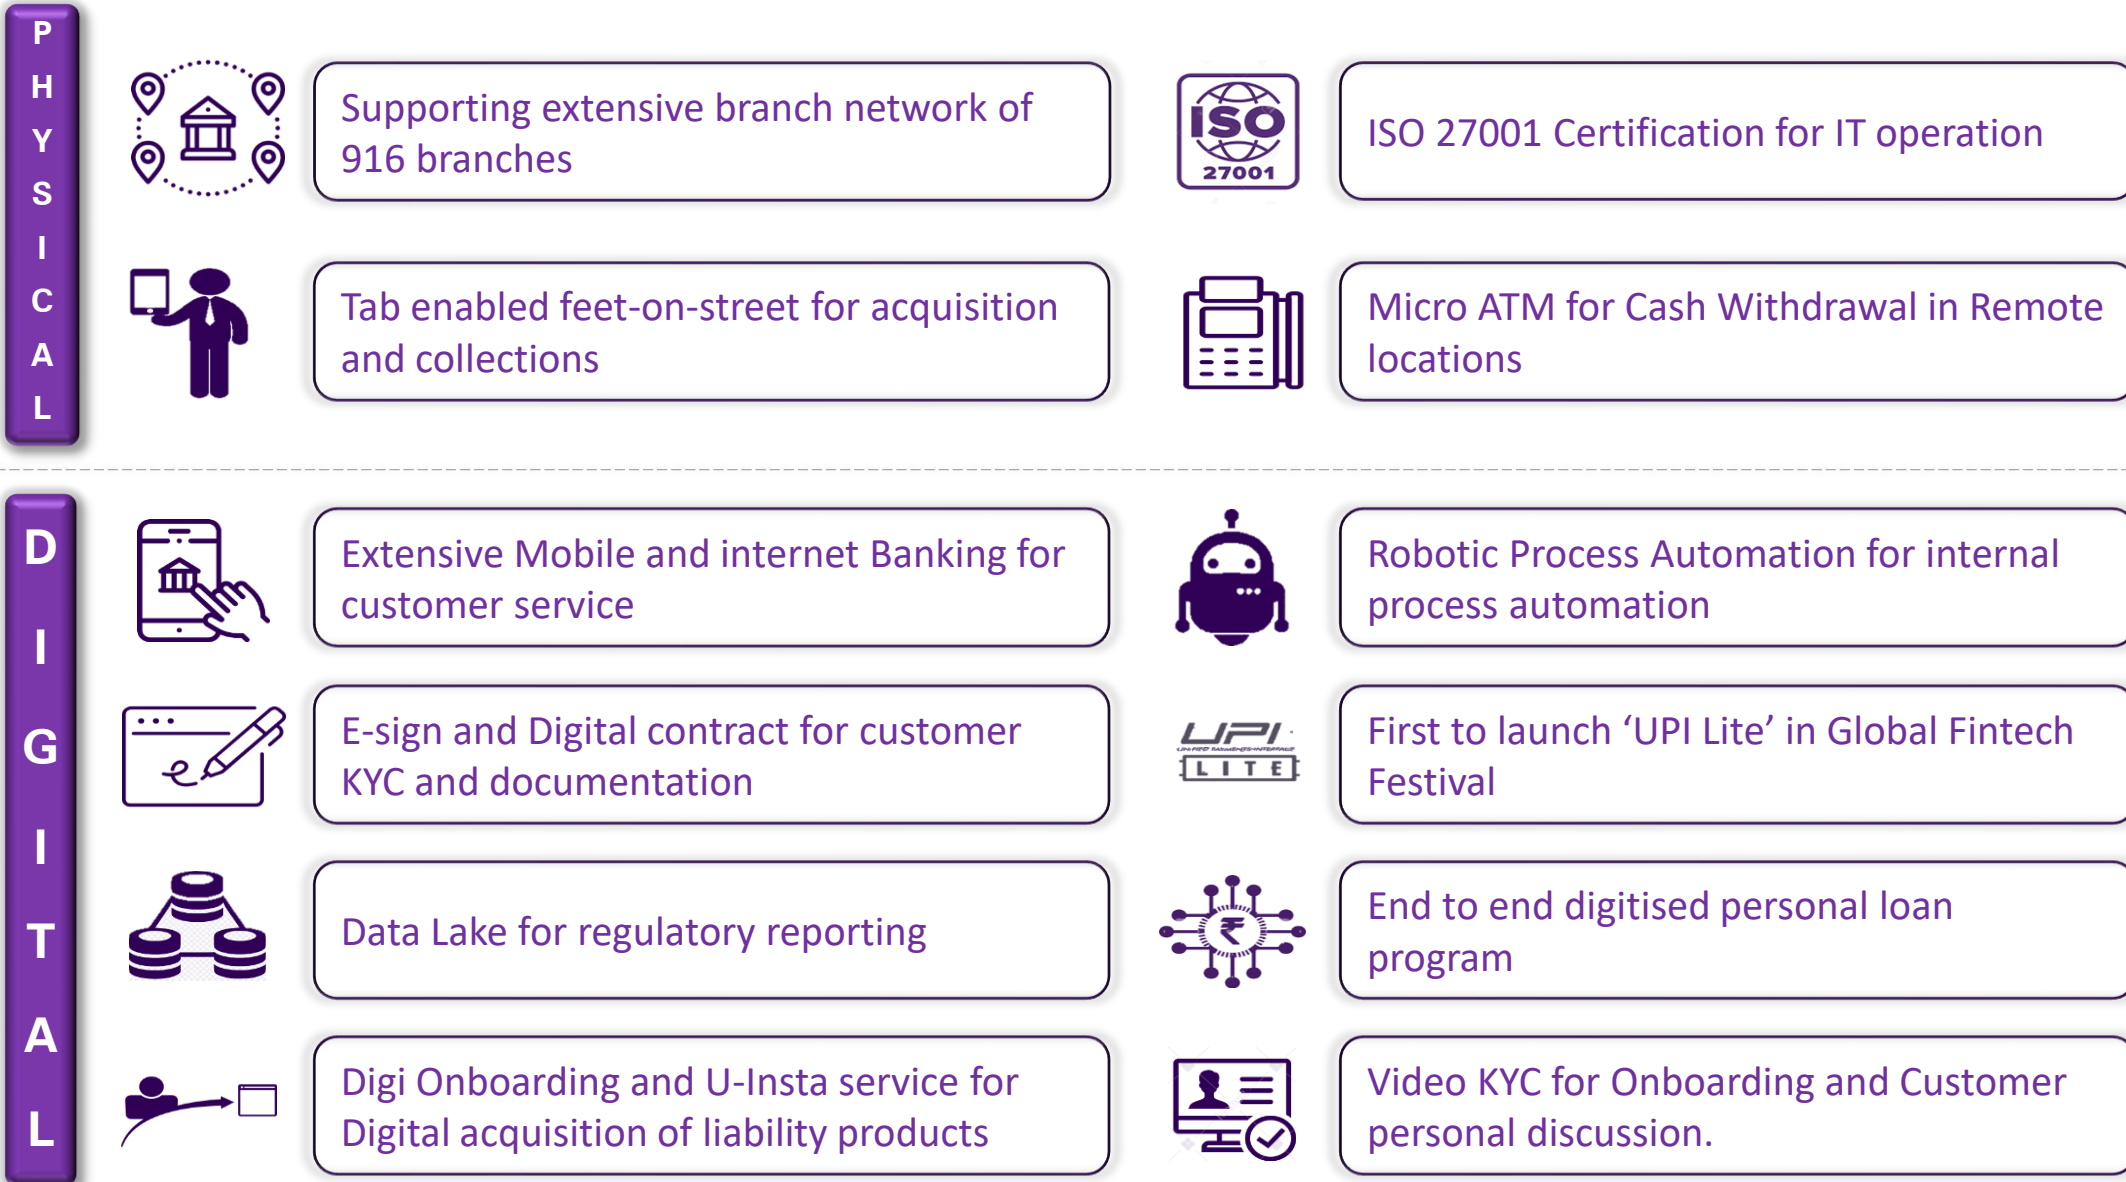 PHYSICAL
Supporting extensive branch network of
916 branches
ISO
27001
ISO 27001 Certification for IT operation
Tab enabled feet-on-street for acquisition
and collections
Micro ATM for Cash Withdrawal in Remote
locations
DIGITAL
Extensive Mobile and internet Banking for
customer service
Robotic Process Automation for internal
process automation
E-sign and Digital contract for customer
KYC and documentation
UPI
UNIFIED PAYMENTS INTERFACE
LITE
First to launch ‘UPI Lite’ in Global Fintech
Festival
Data Lake for regulatory reporting
₹
End to end digitised personal loan
program
Digi Onboarding and U-Insta service for
Digital acquisition of liability products
Video KYC for Onboarding and Customer
personal discussion.